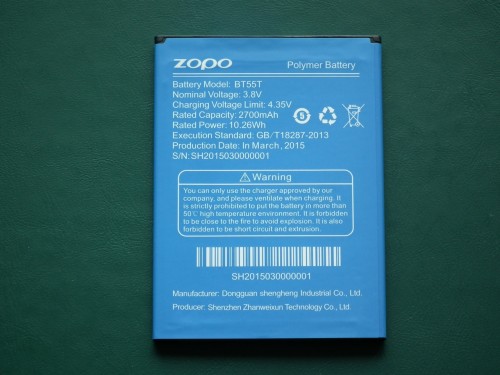 ZOPO
Polymer Battery
Battery Model: BT55T
Nominal Voltage: 3.8V
Charging Voltage Limit: 4.35V
Rated Capacity: 2700mAh
Rated Power: 10.26Wh
Execution Standard: GB/T18287-2013
Production Date: In March, 2015
S/N: SH2015030000001
5
Warning
You can only use the charger approved by our
company, and please ventilate when charging. It
is strictly prohibited to put the battery in more than
50℃ high temperature environment. It is forbidden
to be close to the fire to avoid explosion. It is also
forbidden to be short circuit and extrusion.
SH2015030000001
Manufacturer: Dongguan shengheng Industrial Co., Ltd.
Producer: Shenzhen Zhanweixun Technology Co., Ltd.